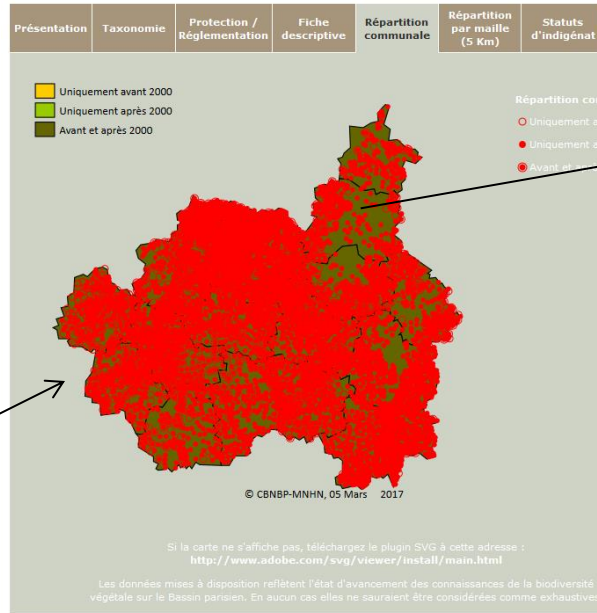 Présentation
Taxonomie
Protection /
Réglementation
Fiche
descriptive
Répartition
communale
Répartition
par maille
(5 Km)
Statuts
d'indigénat
Uniquement avant 2000
Uniquement après 2000
Avant et après 2000
Répartition
Uniquement
Uniquement
Avant et
© CBNBP-MNHN, 05 Mars 2017
Si la carte ne s'affiche pas, téléchargez le plugin SVG à cette adresse :
http://www.adobe.com/svg/viewer/install/main.html
Les données mises à disposition reflètent l'état d'avancement des connaissances de la biodiversité
végétale sur le Bassin parisien. En aucun cas elles ne sauraient être considérées comme exhaustives